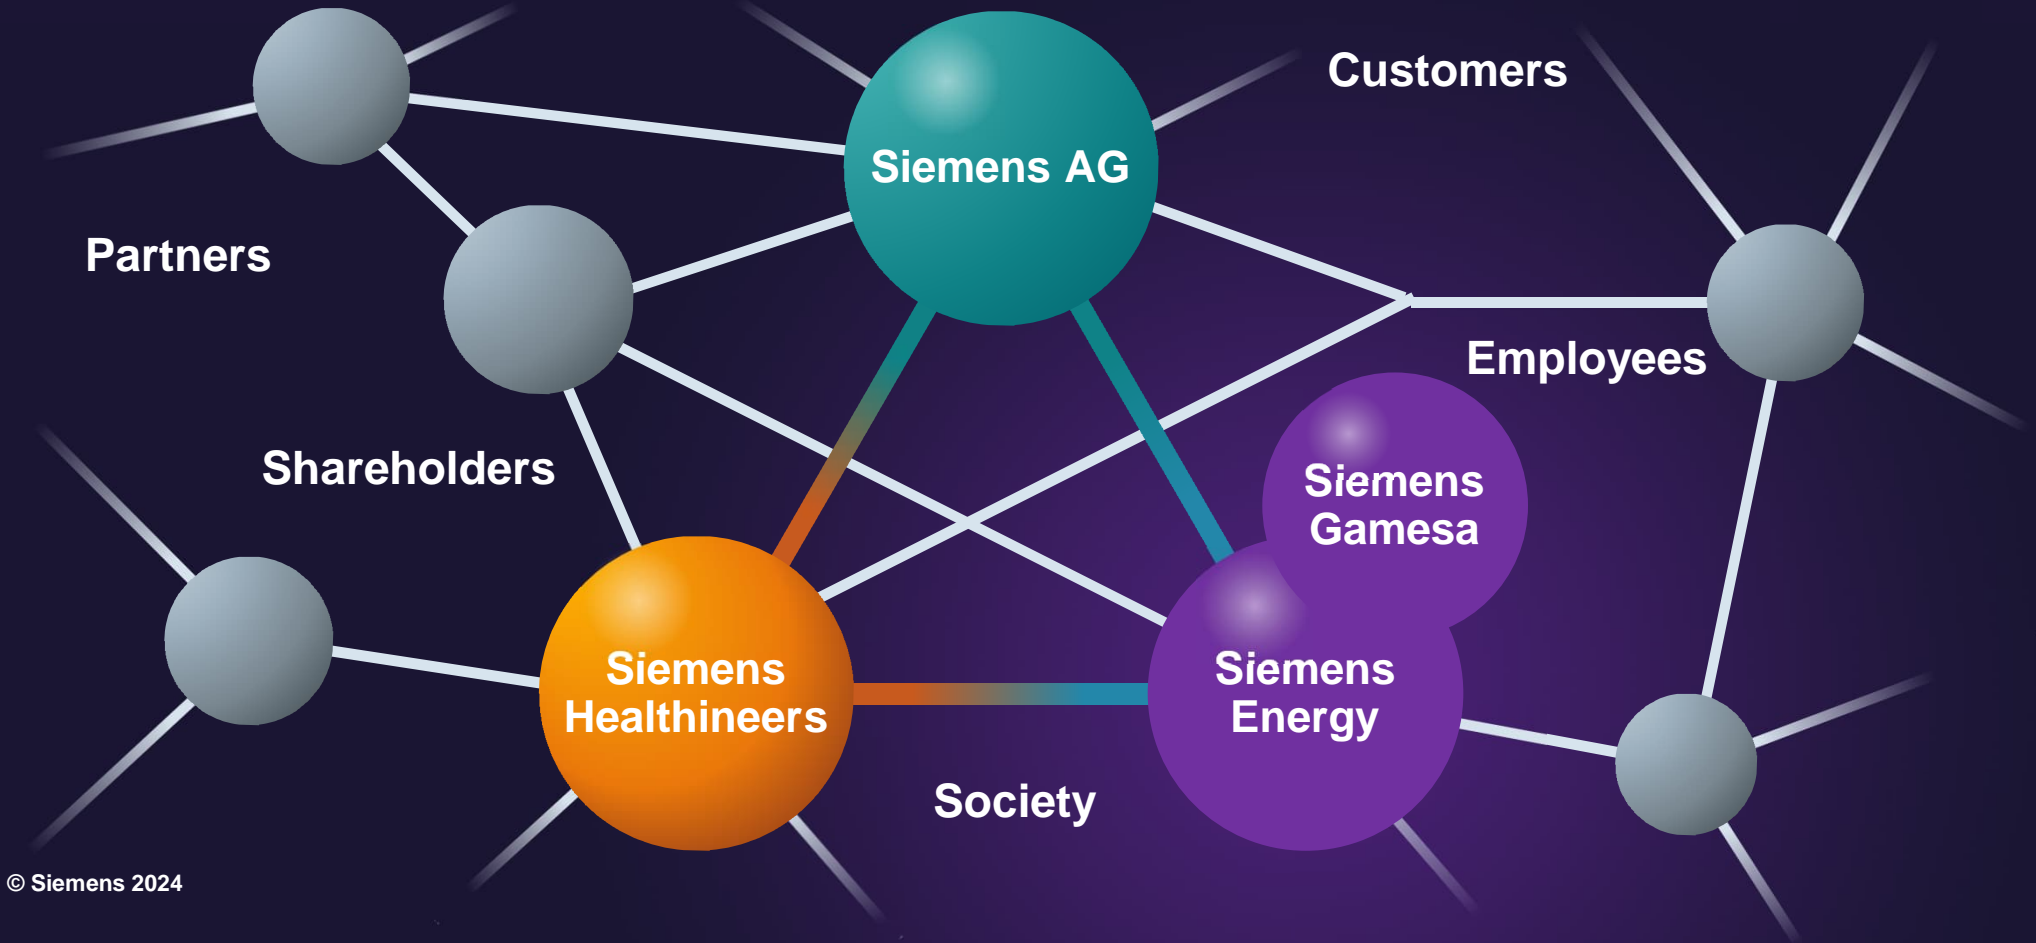 Customers
Siemens AG
Partners
Employees
Shareholders
Siemens
Gamesa
Siemens
Healthineers
Siemens
Energy
Society
© Siemens 2024